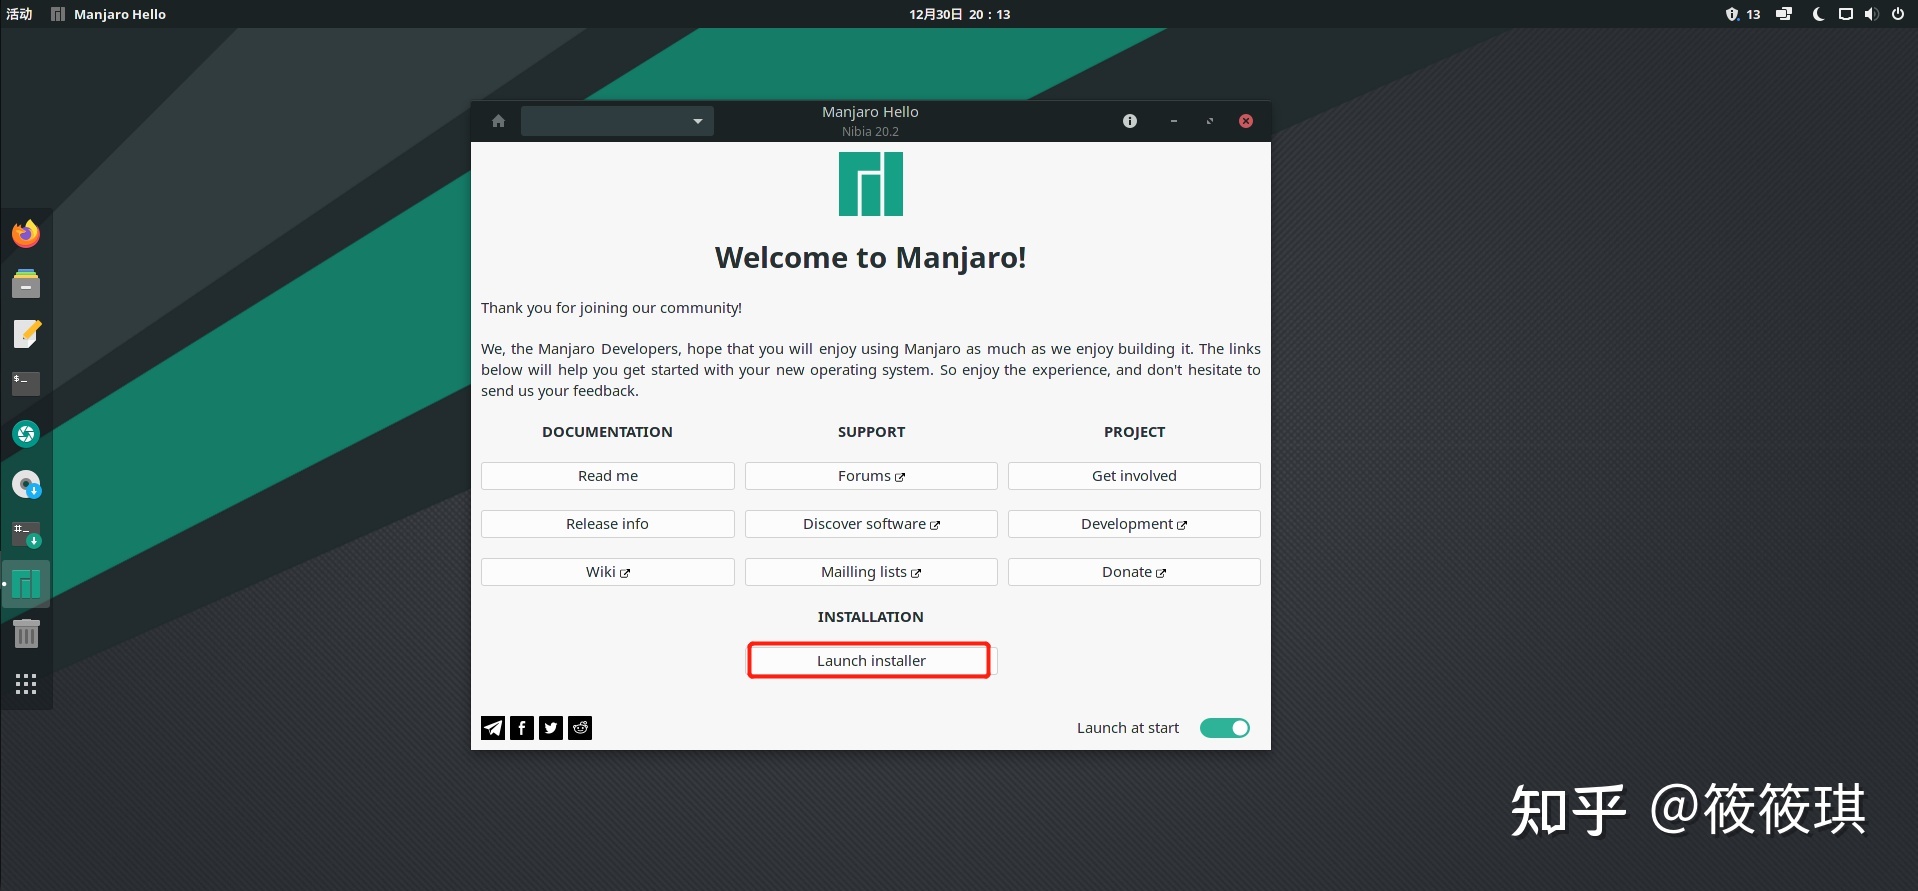 活动 Manjaro Hello 12月30日 20：13 13
Manjaro Hello
Nibia 20.2
Welcome to Manjaro!
Thank you for joining our community!
We, the Manjaro Developers, hope that you will enjoy using Manjaro as much as we enjoy building it. The links
below will help you get started with your new operating system. So enjoy the experience, and don't hesitate to
send us your feedback.
DOCUMENTATION SUPPORT PROJECT
Read me Forums Get involved
Release info Discover software Development
Wiki Mailling lists Donate
INSTALLATION
Launch installer
Launch at start
知乎 @筱筱琪